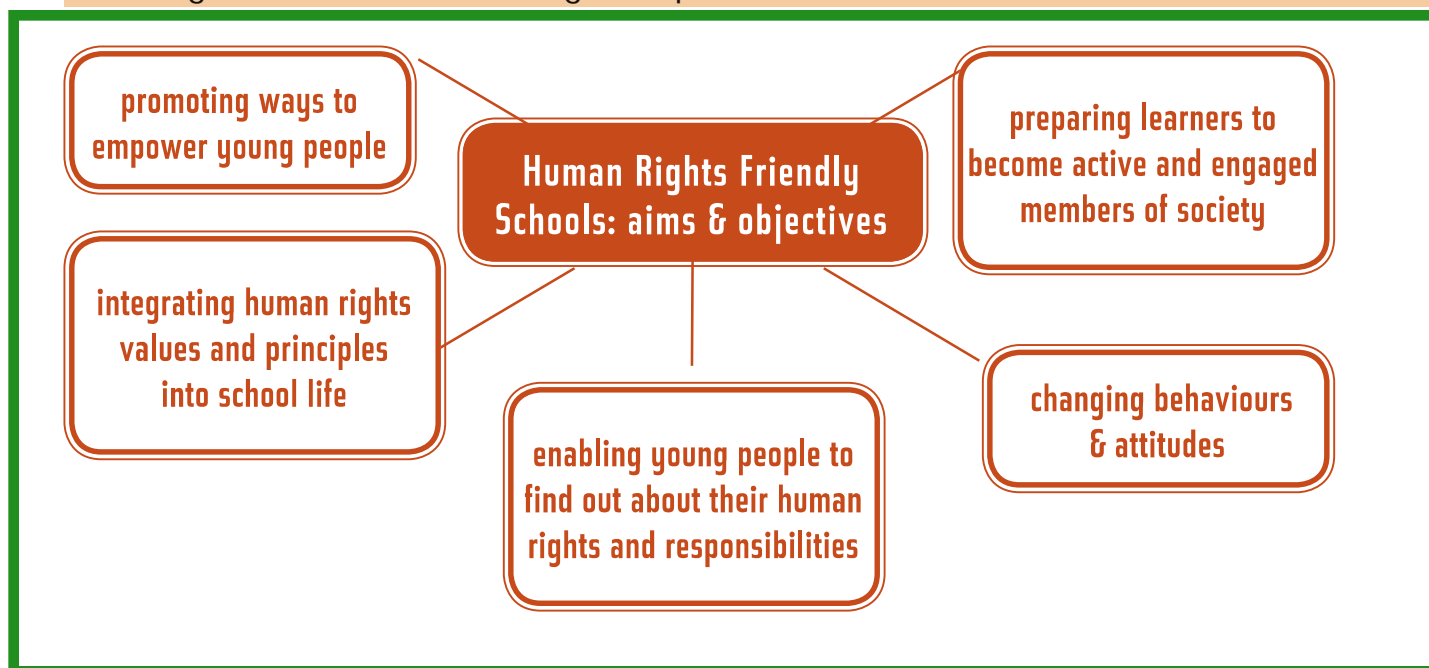 promoting ways to
empower young people
Human Rights Friendly
Schools: aims & objectives
preparing learners to
become active and engaged
members of society
integrating human rights
values and principles
into school life
enabling young people to
find out about their human
rights and responsibilities
changing behaviours
& attitudes